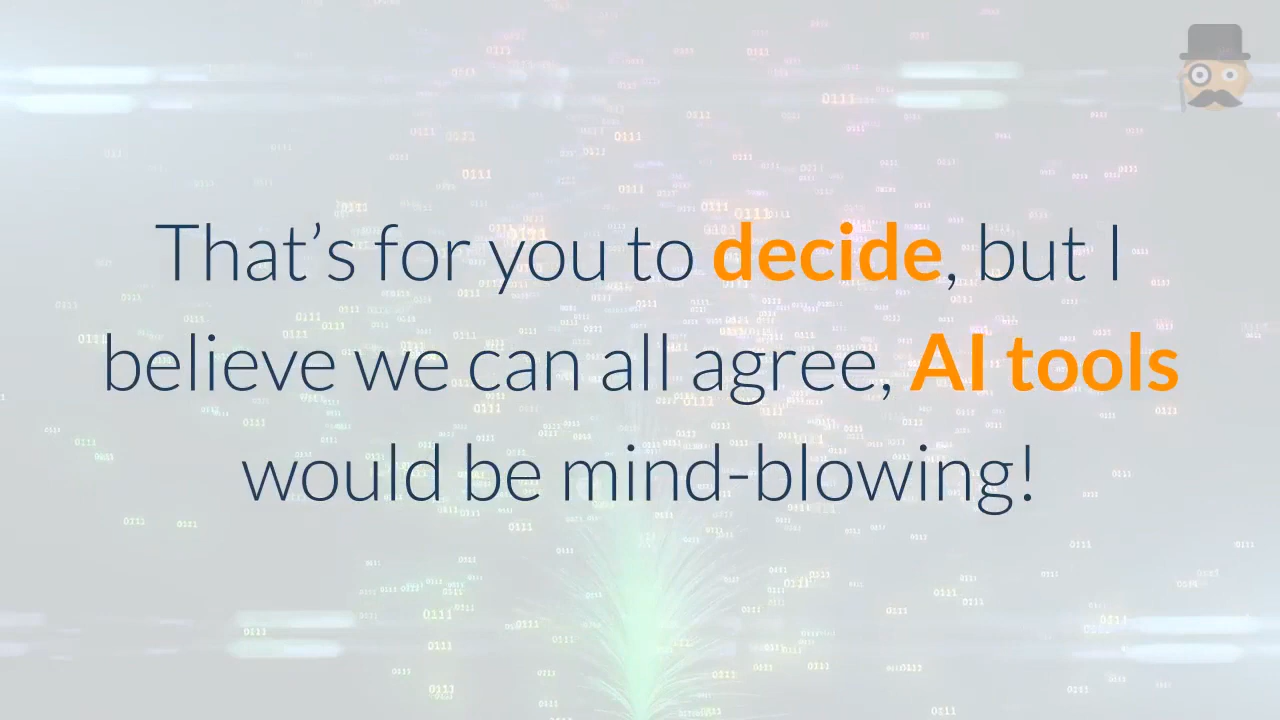 That’s for you to decide, but I
believe we can all agree, AI tools
would be mind-blowing!